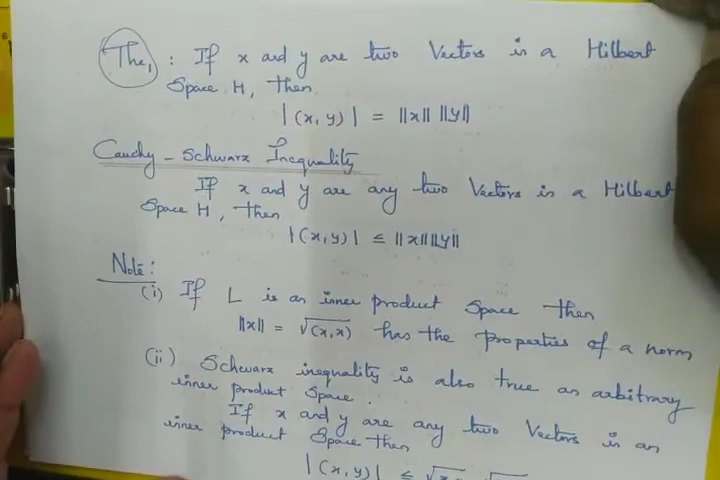 The1 : If x and y are two Vectors is a Hilbert
Space H, then
|(x, y)| = ||x|| ||y||
Cauchy - Schwarz Inequality
If x and y are any two Vectors in a Hilbert
Space H, then
|(x, y)| ≤ ||x|| ||y||
Note:
(i) If L is an inner product Space then
||x|| = √(x, x) has the properties of a norm
(ii) Schwarz inequality is also true an arbitrary
inner product Space.
If x and y are any two Vectors in an
inner product Space then
|(x, y)| ≤